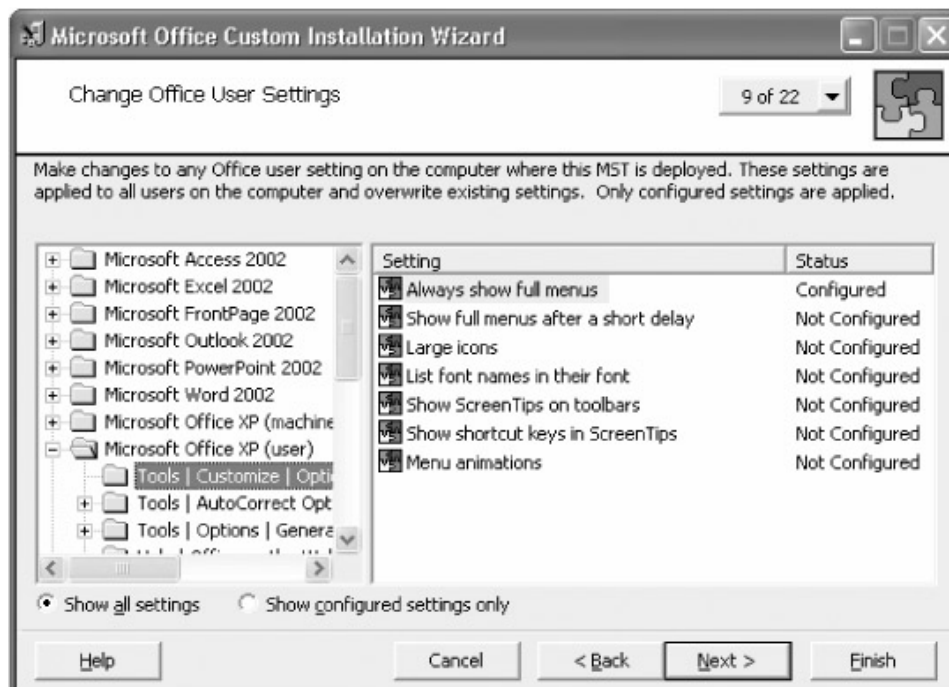 Microsoft Office Custom Installation Wizard
Change Office User Settings
9 of 22
Make changes to any Office user setting on the computer where this MST is deployed. These settings are
applied to all users on the computer and overwrite existing settings. Only configured settings are applied.
Microsoft Access 2002
Microsoft Excel 2002
Microsoft FrontPage 2002
Microsoft Outlook 2002
Microsoft PowerPoint 2002
Microsoft Word 2002
Microsoft Office XP (machine
Microsoft Office XP (user)
Tools | Customize | Opti
Tools | AutoCorrect Opt
Tools | Options | Genera
Setting Status
Always show full menus Configured
Show full menus after a short delay Not Configured
Large icons Not Configured
List font names in their font Not Configured
Show ScreenTips on toolbars Not Configured
Show shortcut keys in ScreenTips Not Configured
Menu animations Not Configured
Show all settings Show configured settings only
Help Cancel < Back Next > Finish